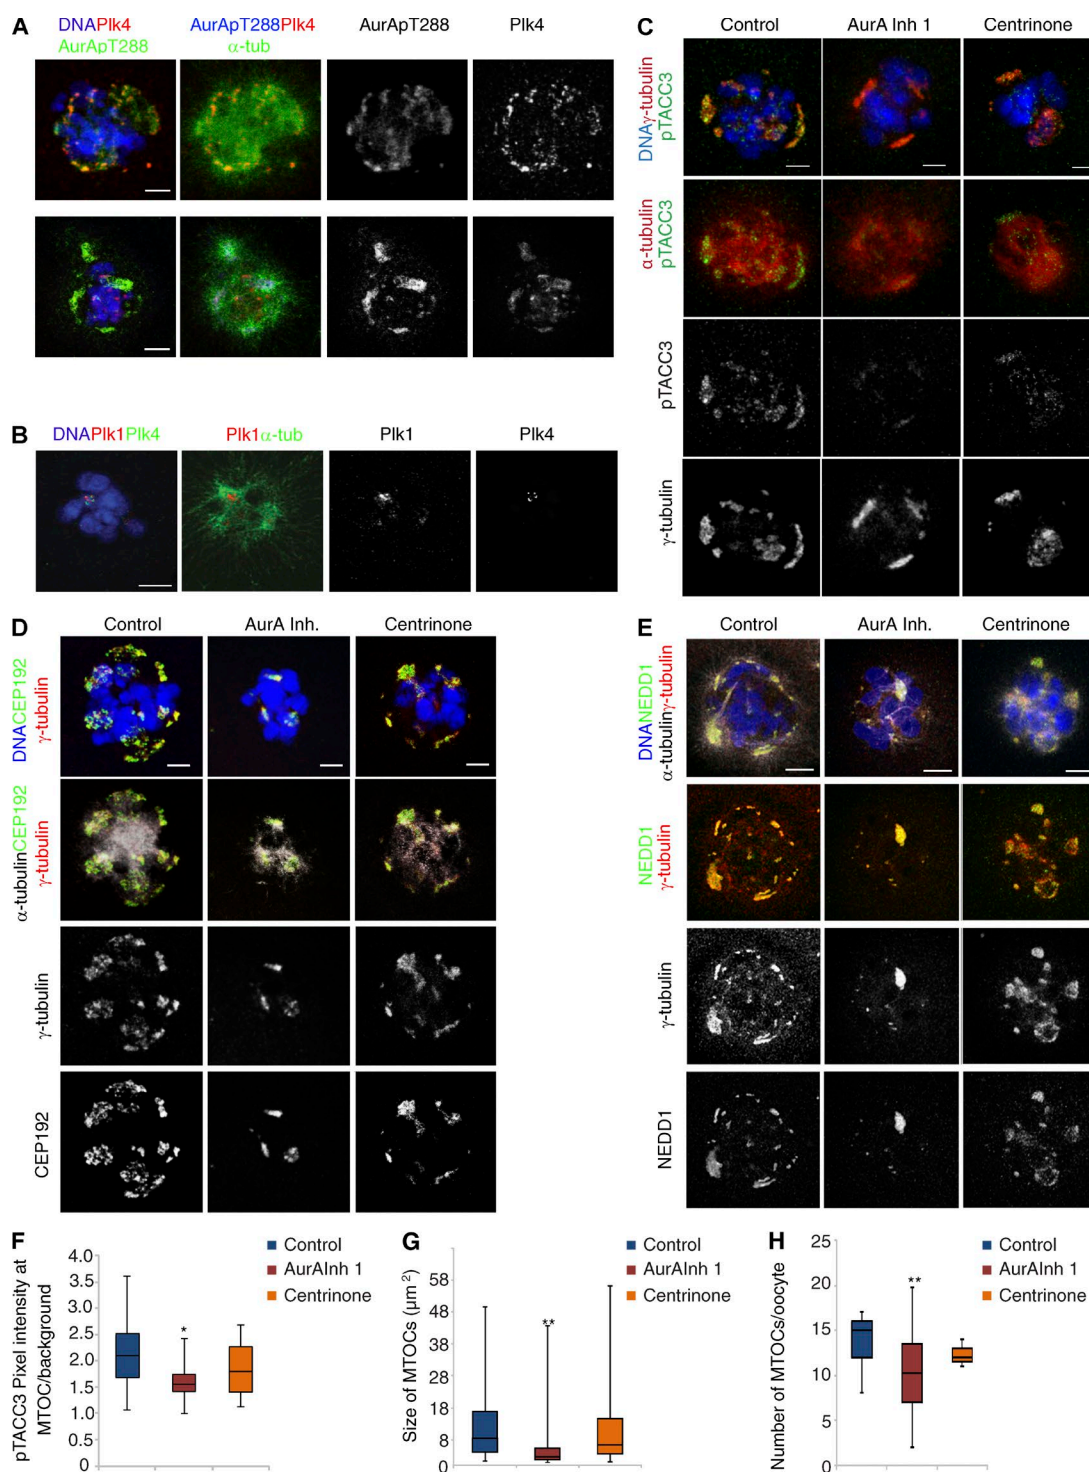 A
DNAPlk4
AurApT288
AurApT288Plk4
α-tub
AurApT288
Plk4
B
DNAPlk1Plk4
Plk1α-tub
Plk1
Plk4
C
Control
AurA Inh 1
Centrinone
DNAγ-tubulin
pTACC3
α-tubulin
pTACC3
pTACC3
γ-tubulin
D
Control
AurA Inh.
Centrinone
DNACEP192
γ-tubulin
α-tubulinCEP192
γ-tubulin
γ-tubulin
CEP192
E
Control
AurA Inh.
Centrinone
DNANEDD1
α-tubulinγ-tubulin
NEDD1
γ-tubulin
γ-tubulin
NEDD1
F
Control
AurAInh 1
Centrinone
pTACC3 Pixel intensity at
MTOC/background
4.0
3.5
3.0
2.5
2.0
1.5
1.0
0.5
0
*
G
Control
AurAInh 1
Centrinone
Size of MTOCs (μm²)
58
48
38
28
18
8
0
**
H
Control
AurAInh 1
Centrinone
Number of MTOCs/oocyte
25
20
15
10
5
0
**